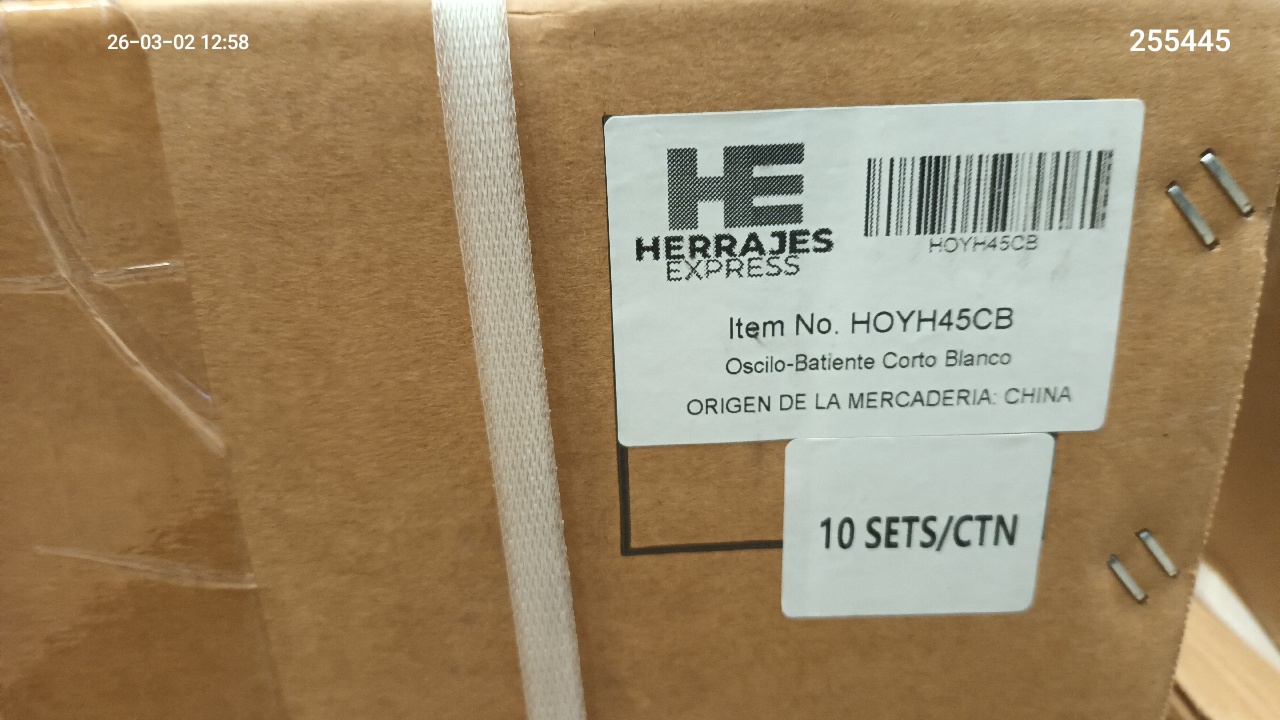 26-03-02 12:58
255445
HE
HERRAJES
EXPRESS
HOYH45CB
Item No. HOYH45CB
Oscilo-Batiente Corto Blanco
ORIGEN DE LA MERCADERIA: CHINA
10 SETS/CTN